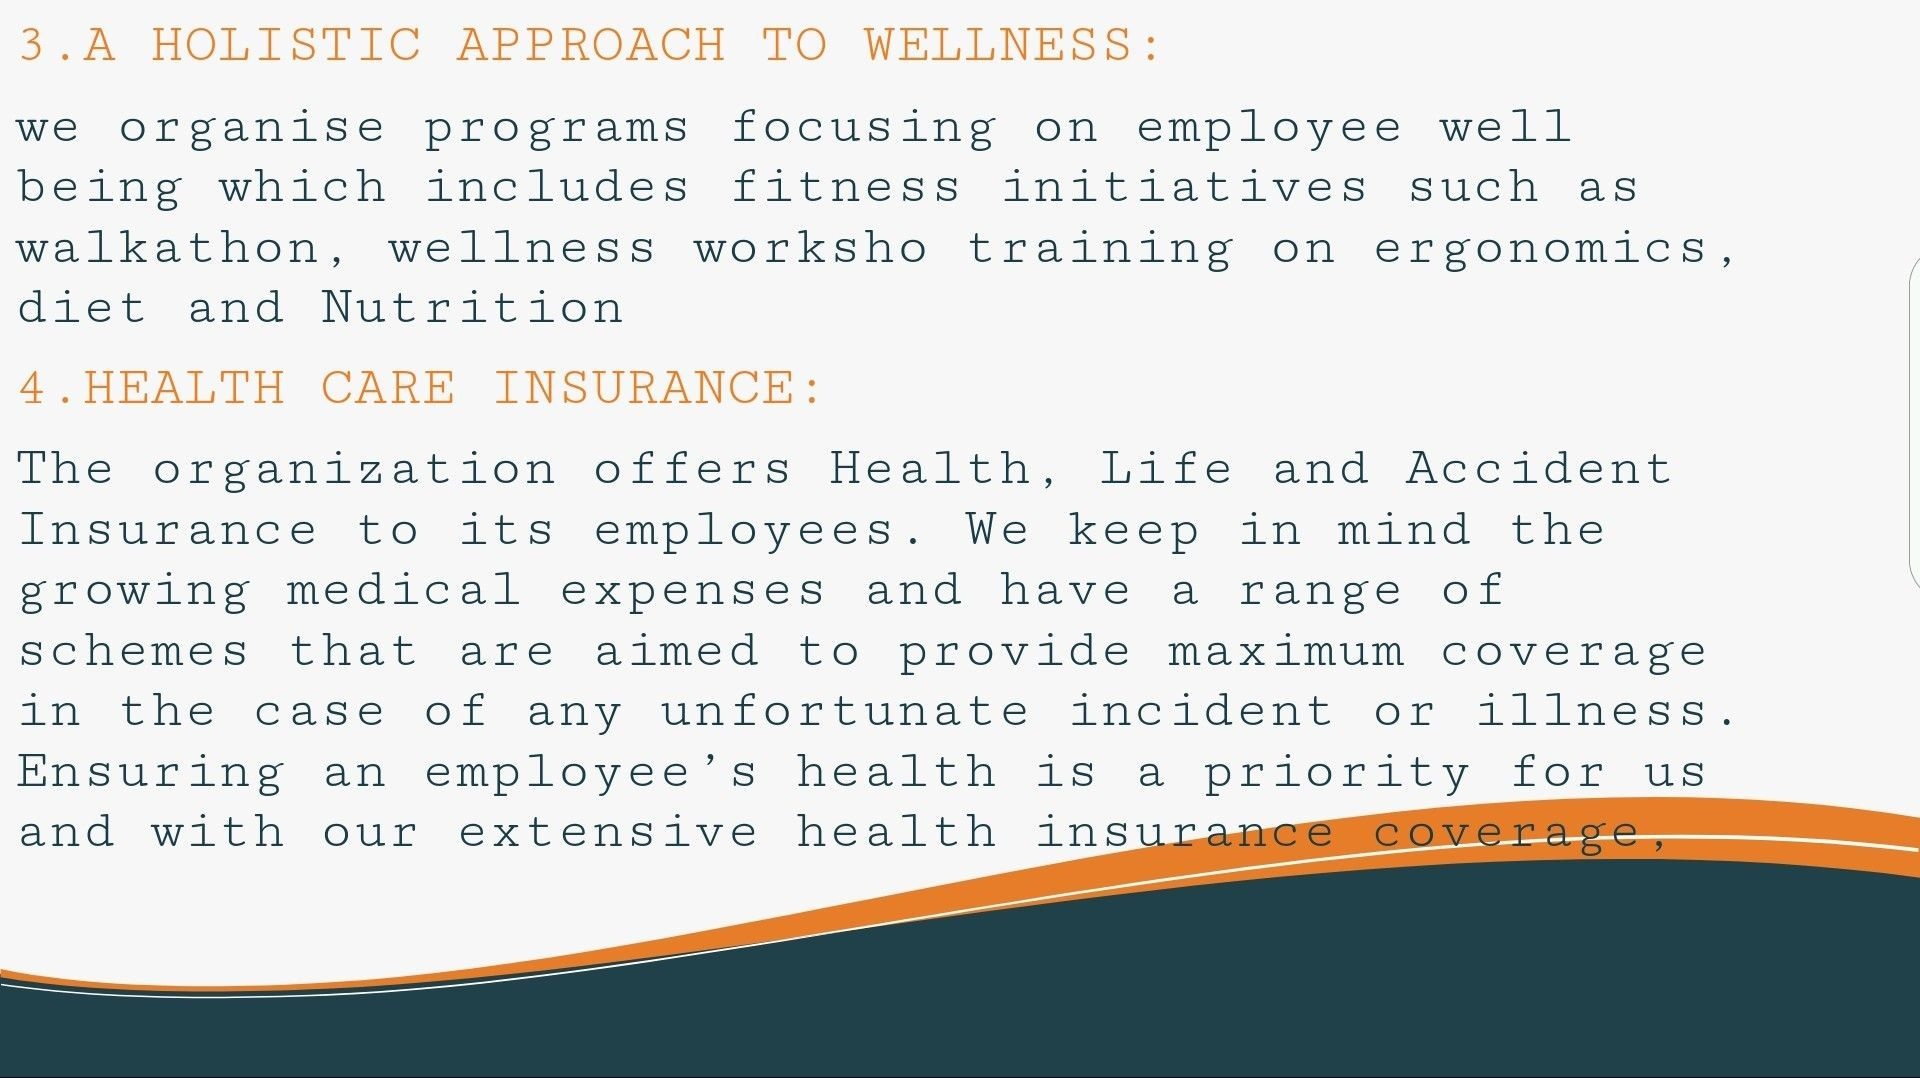 3.A HOLISTIC APPROACH TO WELLNESS:
we organise programs focusing on employee well
being which includes fitness initiatives such as
walkathon, wellness worksho training on ergonomics,
diet and Nutrition
4.HEALTH CARE INSURANCE:
The organization offers Health, Life and Accident
Insurance to its employees. We keep in mind the
growing medical expenses and have a range of
schemes that are aimed to provide maximum coverage
in the case of any unfortunate incident or illness.
Ensuring an employee’s health is a priority for us
and with our extensive health insurance coverage,